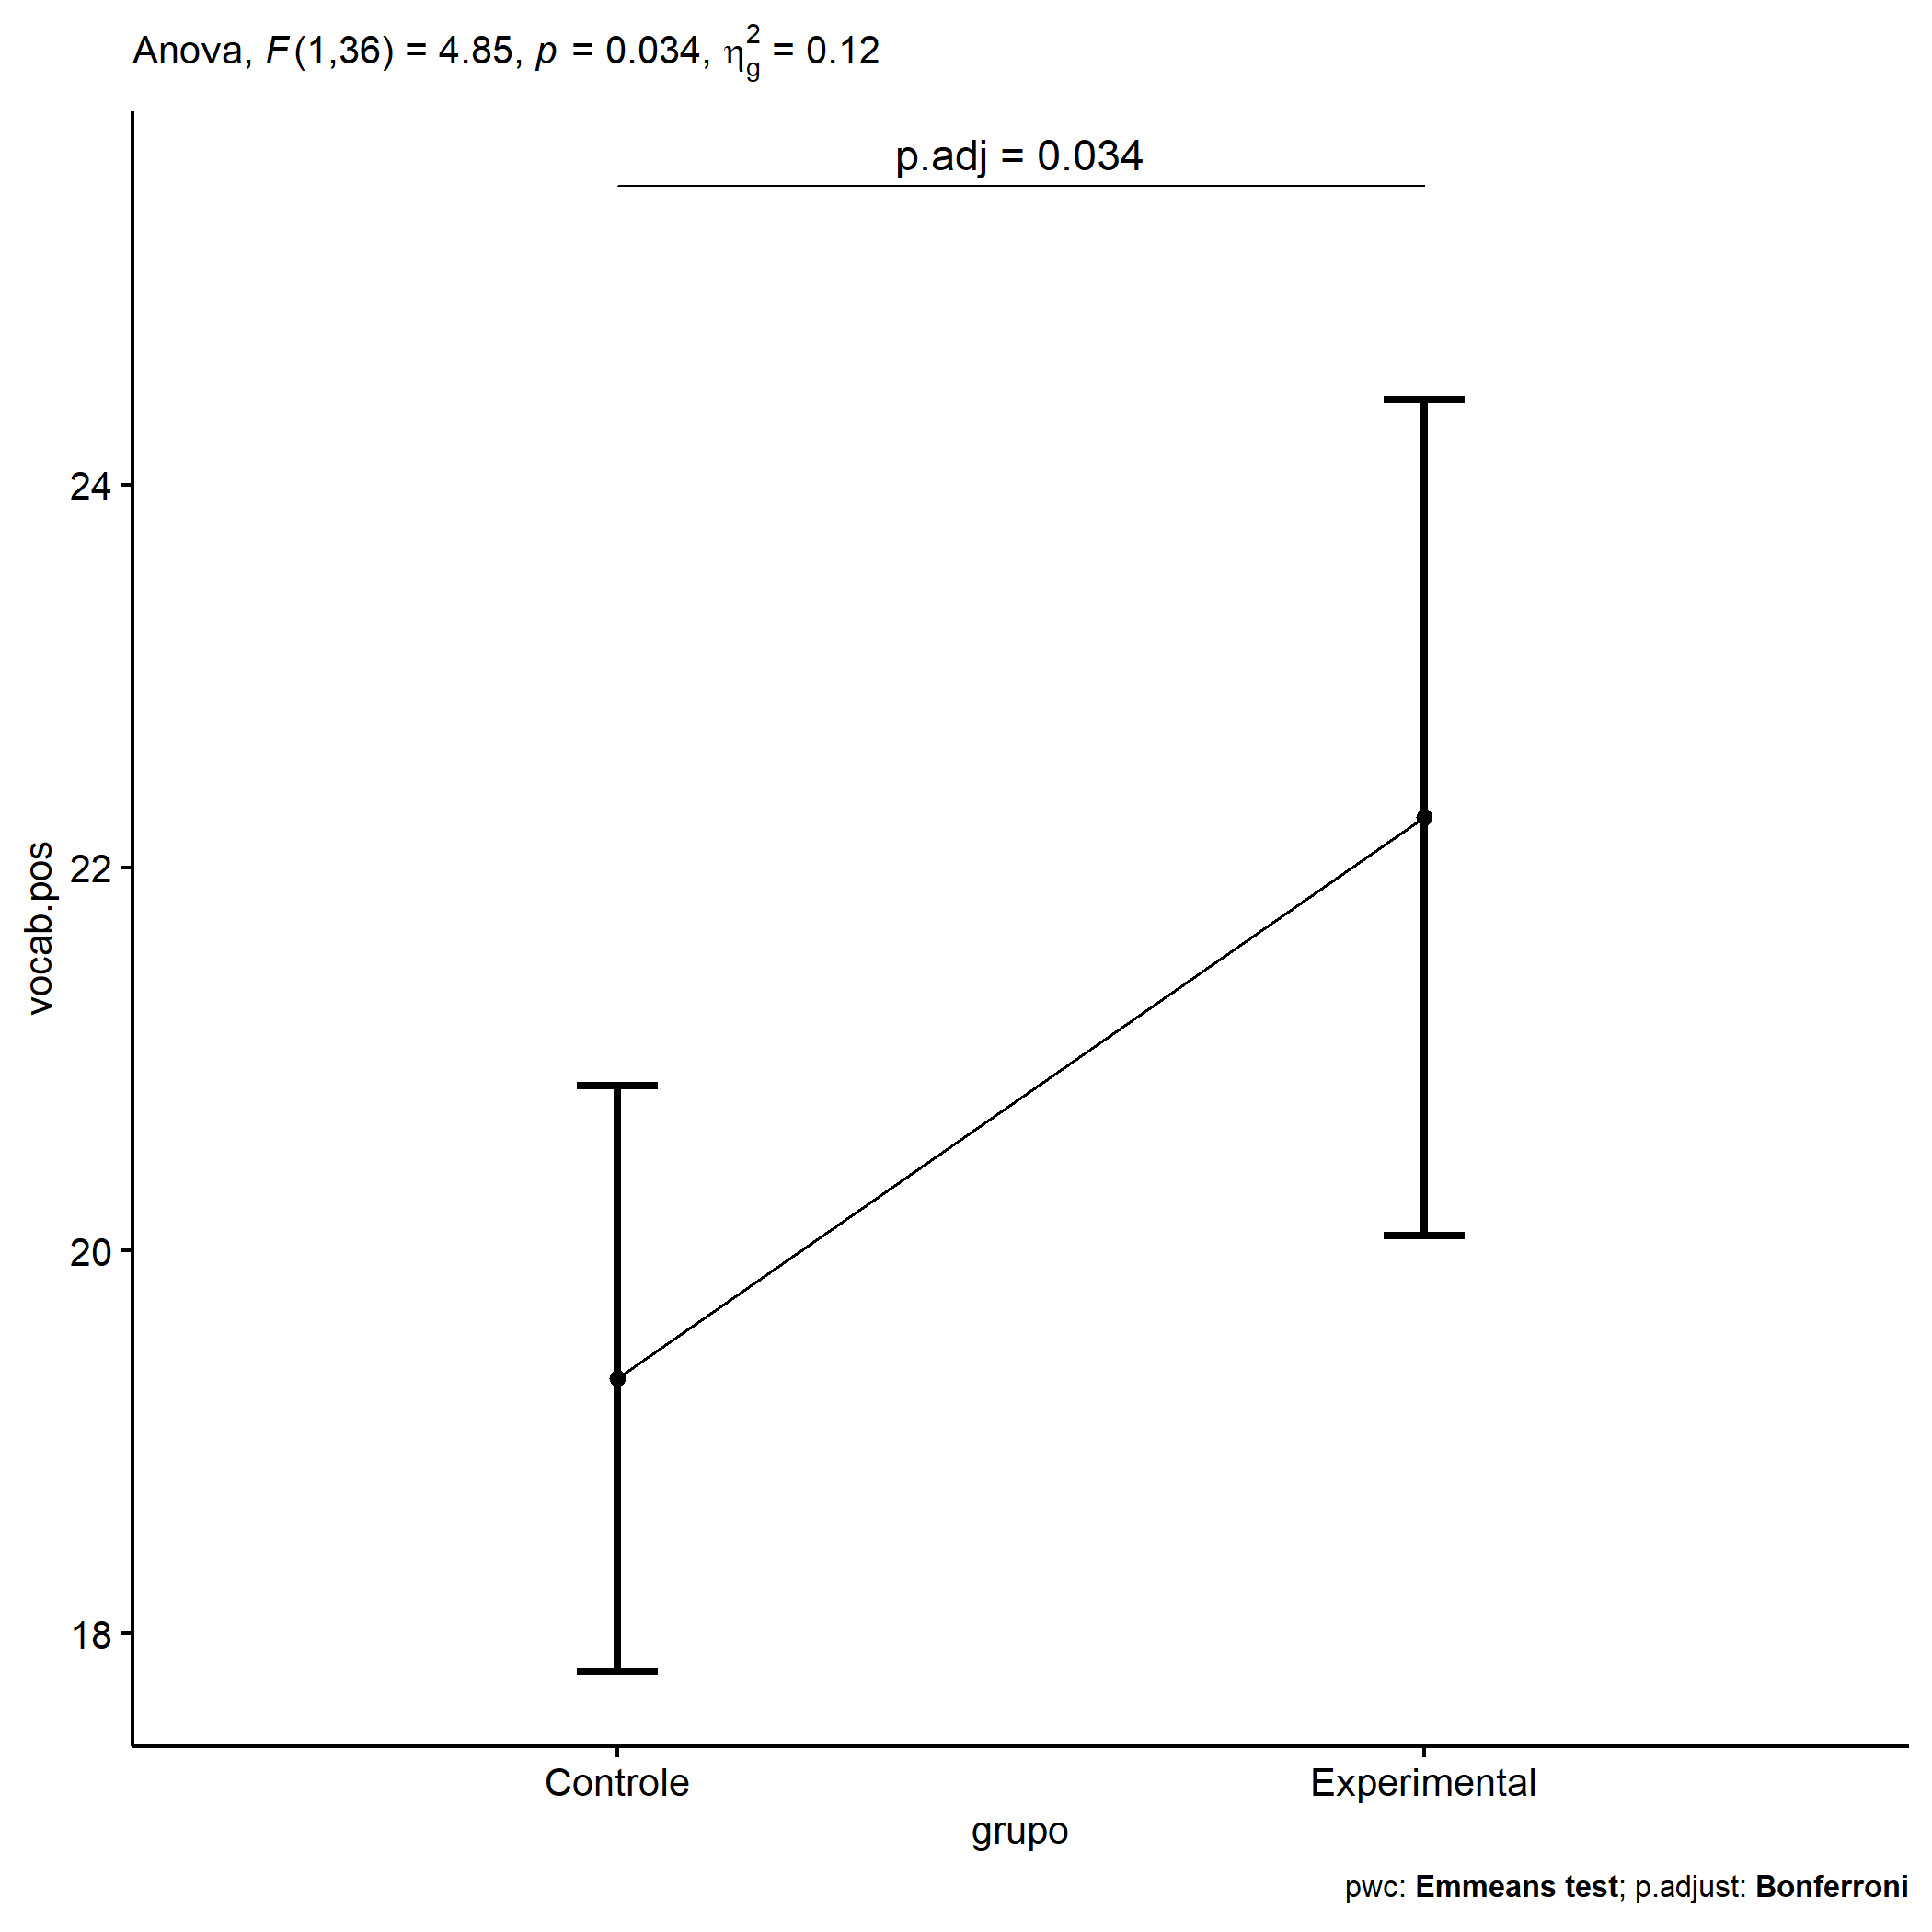 Anova, F(1,36) = 4.85, p = 0.034, η²g = 0.12
p.adj = 0.034
24
22
20
18
vocab.pos
Controle
Experimental
grupo
pwc: Emmeans test; p.adjust: Bonferroni